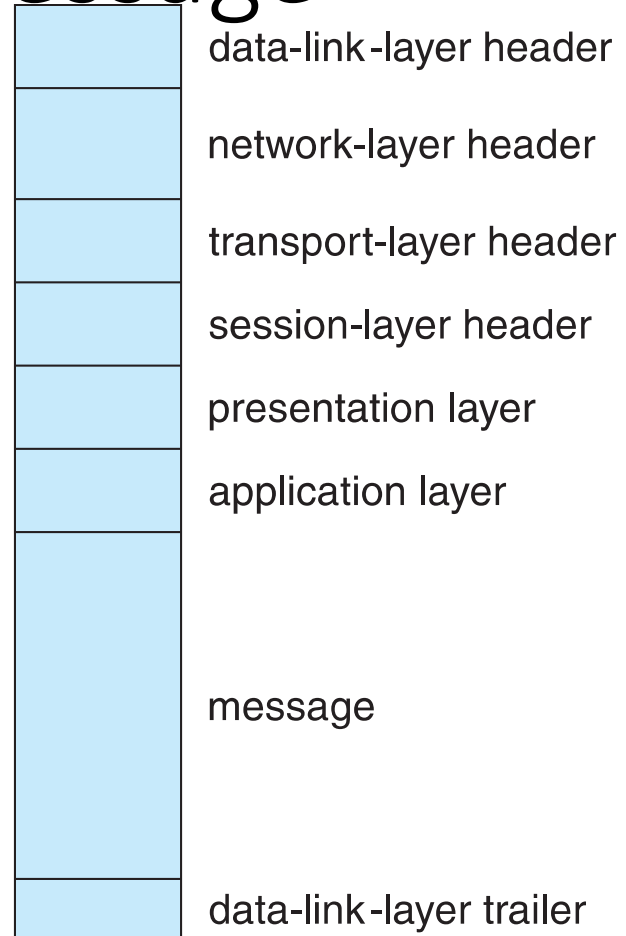 data-link-layer header
network-layer header
transport-layer header
session-layer header
presentation layer
application layer
message
data-link-layer trailer